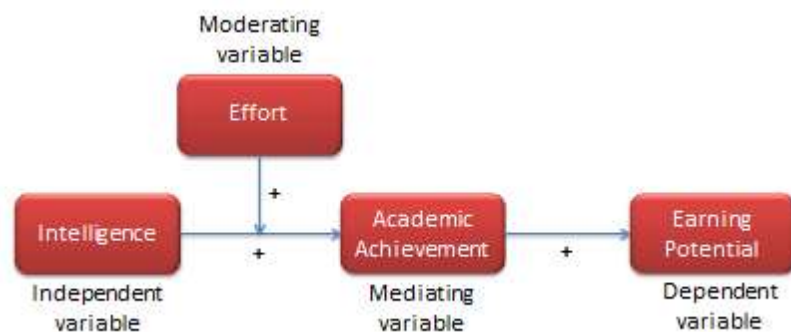 Moderating
variable
Effort
+
Intelligence
+
Academic
Achievement
+
Earning
Potential
Independent
variable
Mediating
variable
Dependent
variable